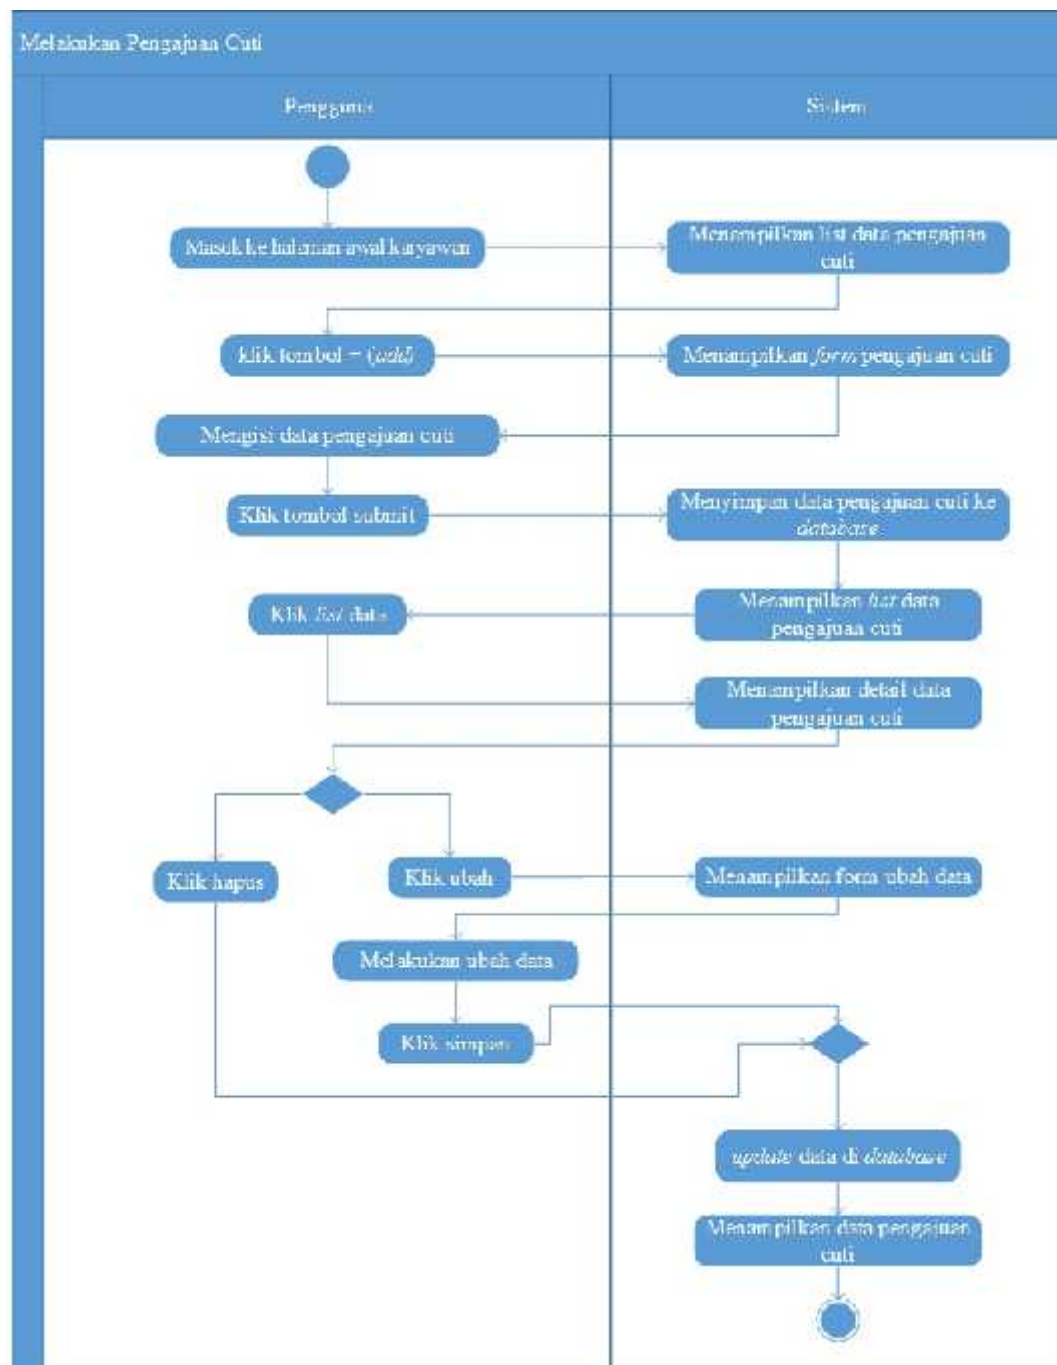 Melakukan Pengajuan Cuti
Pengguna
Sistem
Masuk ke halaman awal karyawan
Menampilkan list data pengajuan
cuti
klik tombol + (add)
Menampilkan form pengajuan cuti
Mengisi data pengajuan cuti
Klik tombol submit
Menyimpan data pengajuan cuti ke
database
Klik list data
Menampilkan list data
pengajuan cuti
Menampilkan detail data
pengajuan cuti
Klik hapus
Klik ubah
Menampilkan form ubah data
Melakukan ubah data
Klik simpan
update data di database
Menampilkan data pengajuan
cuti